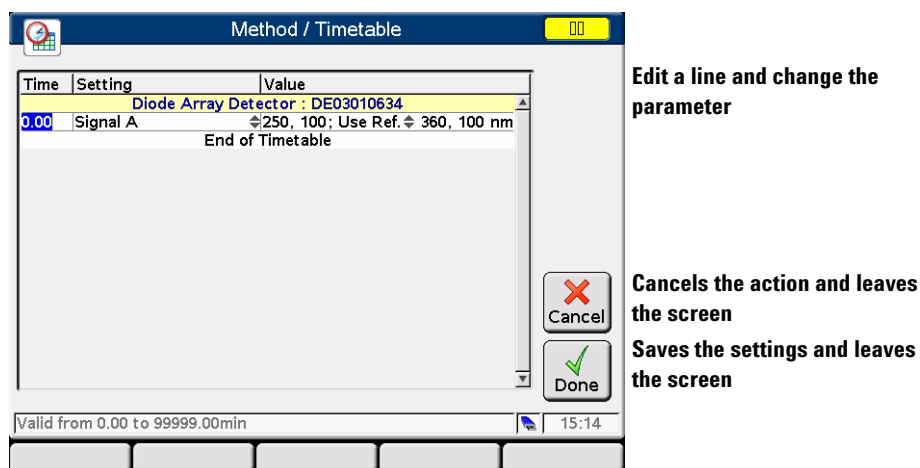 Method / Timetable
Time Setting Value
Diode Array Detector : DE03010634
0.00 Signal A 250, 100; Use Ref. 360, 100 nm
End of Timetable
Edit a line and change the
parameter
Cancel
Cancels the action and leaves
the screen
Done
Saves the settings and leaves
the screen
Valid from 0.00 to 99999.00min
15:14